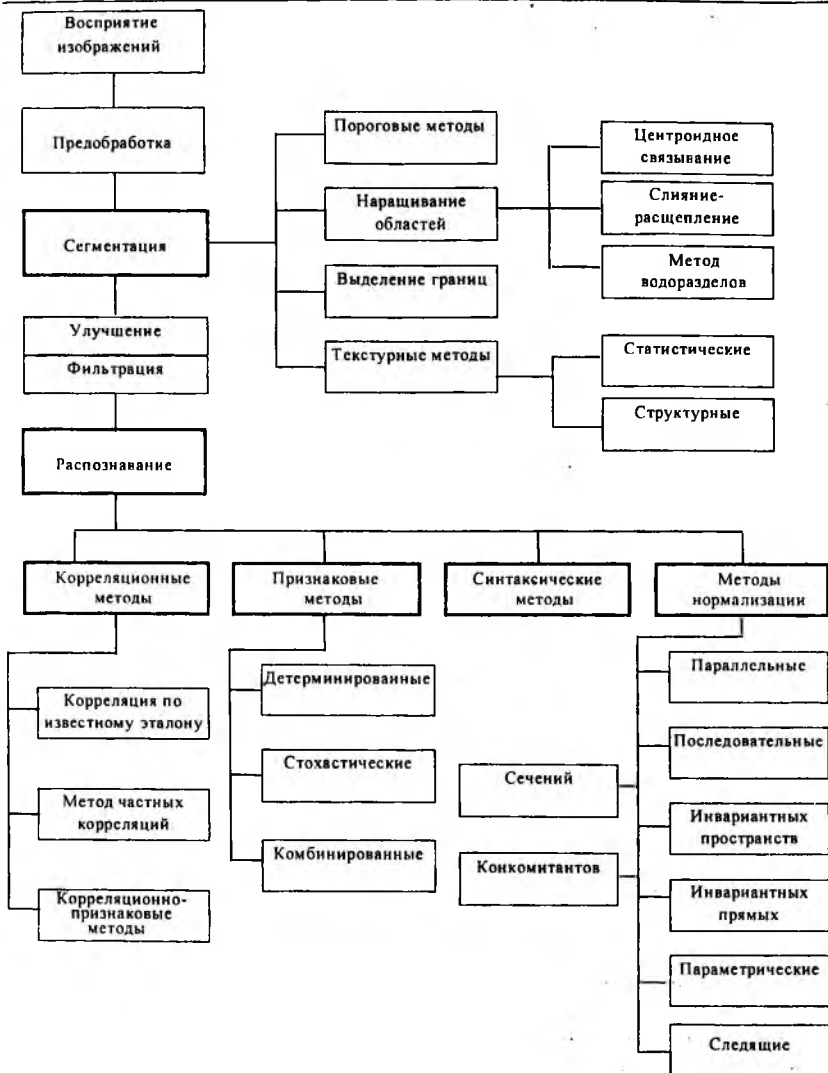 Восприятие
изображений
Предобработка
Сегментация
Улучшение
Фильтрация
Распознавание
Пороговые методы
Наращивание
областей
Выделение границ
Текстурные методы
Центроидное
связывание
Слияние-
расщепление
Метод
водоразделов
Статистические
Структурные
Корреляционные
методы
Признаковые
методы
Синтаксические
методы
Методы
нормализации
Корреляция по
известному эталону
Метод частных
корреляций
Корреляционно-
признаковые
методы
Детерминированные
Стохастические
Комбинированные
Сечений
Конкомитантов
Параллельные
Последовательные
Инвариантных
пространств
Инвариантных
прямых
Параметрические
Следящие